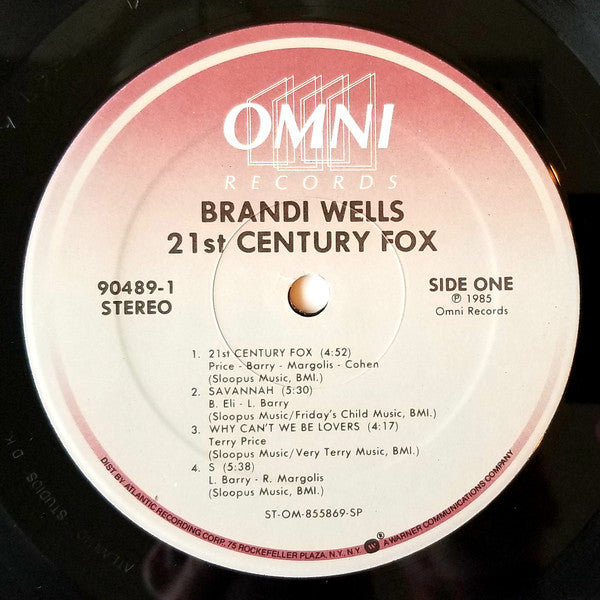 OMNI
RECORDS
BRANDI WELLS
21st CENTURY FOX
90489-1
STEREO
SIDE ONE
℗ 1985
Omni Records
1. 21st CENTURY FOX (4:52)
Price - Barry - Margolis - Cohen
(Sloopus Music, BMI.)
2. SAVANNAH (5:30)
B. Eli - L. Barry
(Sloopus Music/Friday's Child Music, BMI.)
3. WHY CAN'T WE BE LOVERS (4:17)
Terry Price
(Sloopus Music/Very Terry Music, BMI.)
4. S (5:38)
L. Barry - R. Margolis
(Sloopus Music, BMI.)
ST-OM-855869-SP
DIST. BY ATLANTIC RECORDING CORP. 75 ROCKEFELLER PLAZA, N.Y., N.Y. ® A WARNER COMMUNICATIONS COMPANY
STUDIOS